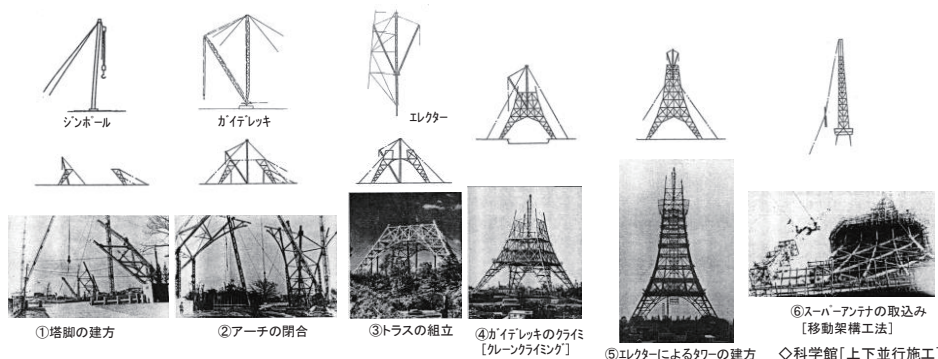 ジンポール
ガイデレッキ
エレクター
①塔脚の建方
②アーチの閉合
③トラスの組立
④ガイデレッキのクライミ
[クレーンクライミング]
⑤エレクターによるタワーの建方
⑥スーパーアンテナの取込み
[移動架構工法]
◇科学館[上下並行施工]